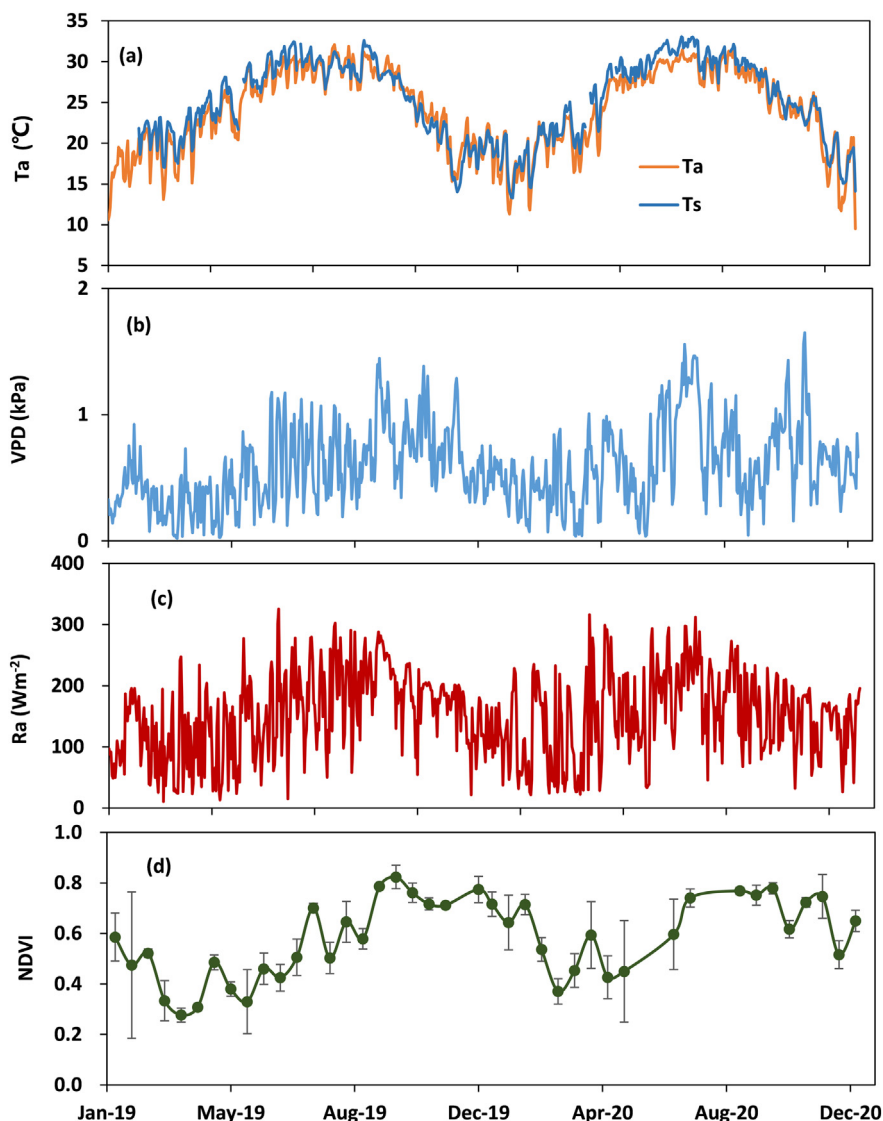 35
(a)
30
25
Ta (℃)
20
15
Ta
10
Ts
5
2
(b)
VPD (kPa)
1
0
400
(c)
300
Ra (Wm-2)
200
100
0
1.0
(d)
0.8
NDVI
0.6
0.4
0.2
0.0
Jan-19 May-19 Aug-19 Dec-19 Apr-20 Aug-20 Dec-20